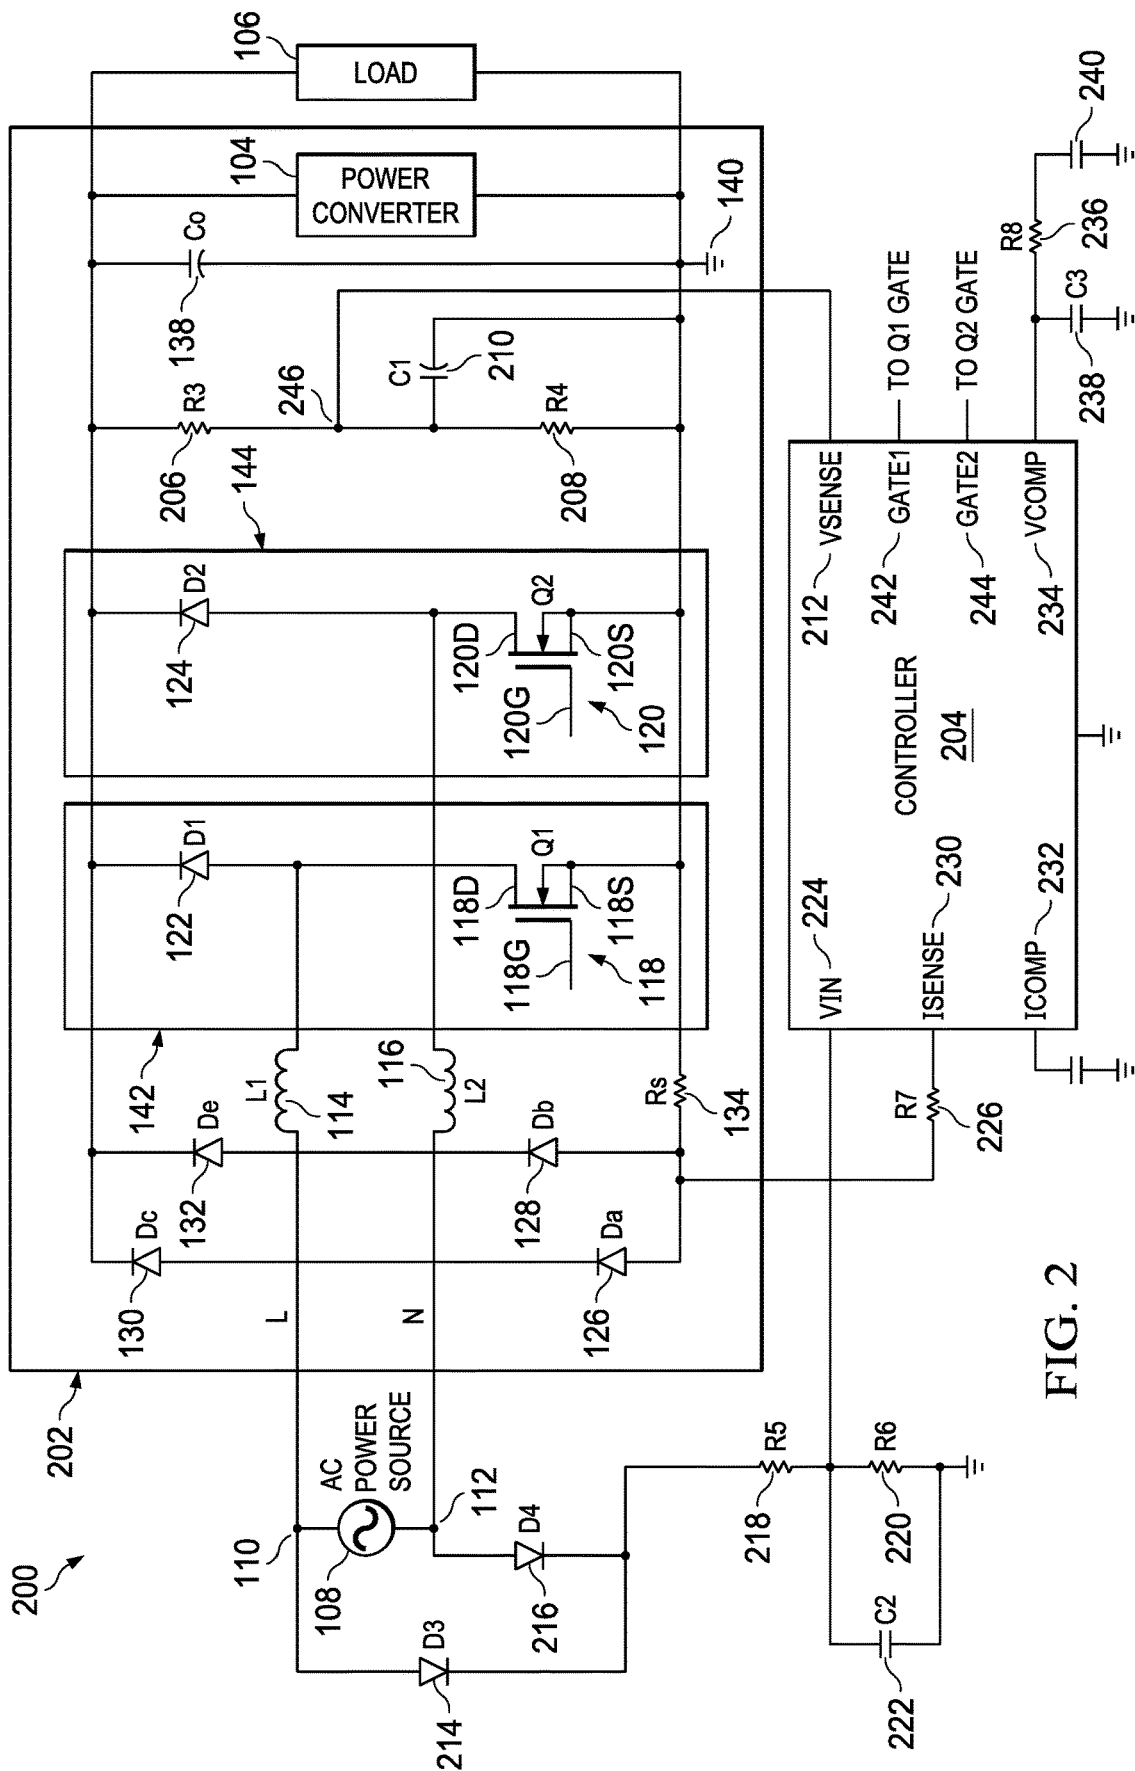 200
202
106
LOAD
104
POWER
CONVERTER
Co
138
140
R3
206
246
C1
210
R4
208
144
D2
124
Q2
120D
120S
120G
120
D1
122
Q1
118D
118S
118G
118
142
L1
114
116
L2
De
132
Db
128
Rs
134
Dc
130
Da
126
L
N
AC
POWER
SOURCE
110
108
112
D4
216
D3
214
R5
218
R6
220
C2
222
VIN
224
ISENSE
230
ICOMP
232
R7
226
CONTROLLER
204
212
VSENSE
242
GATE1
TO Q1 GATE
244
GATE2
TO Q2 GATE
234
VCOMP
R8
236
C3
238
240
FIG. 2